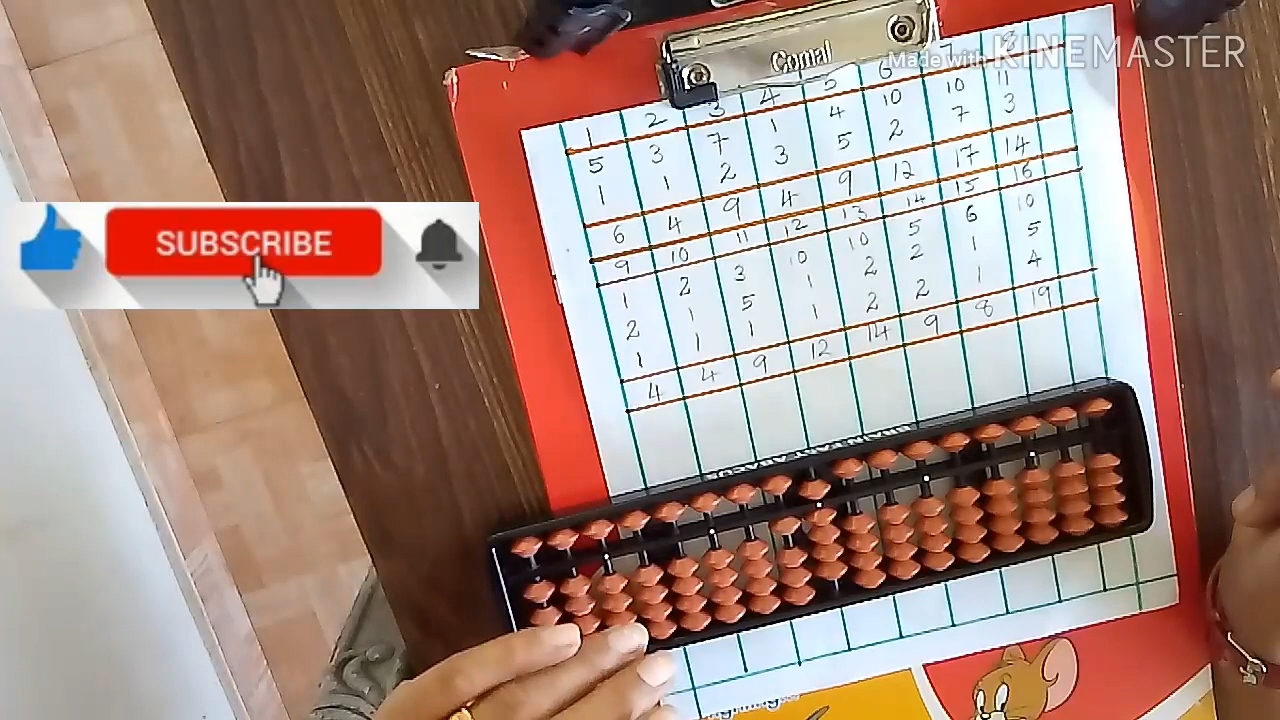 Made with KINEMASTER
Comal
1 2 3 4 5 6 7 8
5 3 7 1 4 10 10 11
1 1 2 3 5 2 7 3
6 4 9 4 9 12 17 14
9 10 11 12 13 14 15 16
1 2 3 10 10 5 6 10
2 1 5 1 2 2 1 5
1 1 1 1 2 2 1 4
4 4 9 12 14 9 8 19
SUBSCRIBE